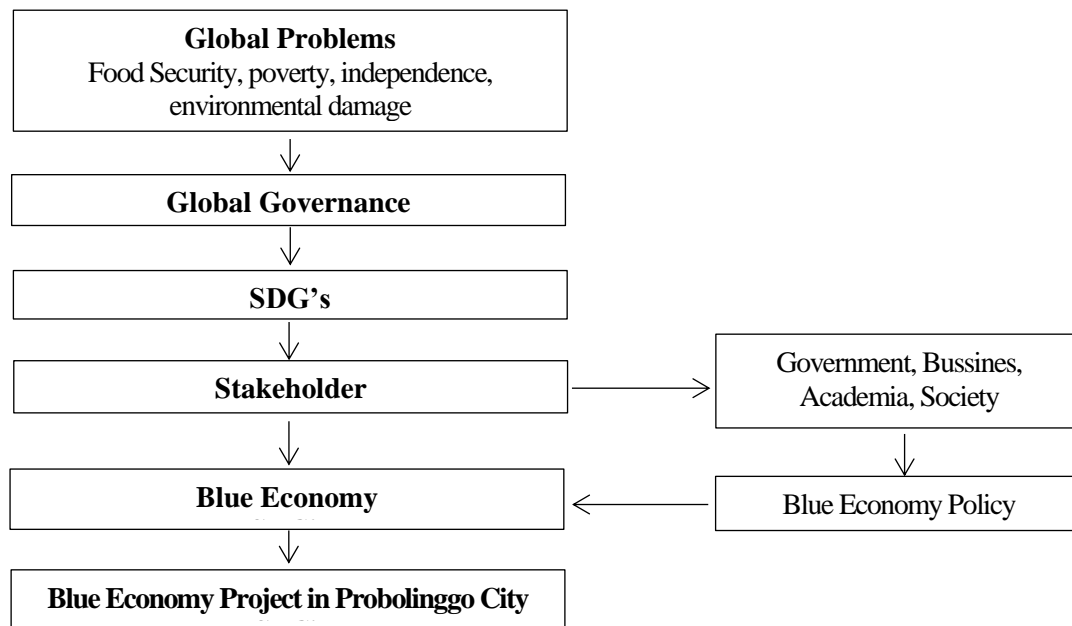 Global Problems
Food Security, poverty, independence,
environmental damage
Global Governance
SDG’s
Stakeholder
Government, Bussines,
Academia, Society
Blue Economy
Blue Economy Policy
Blue Economy Project in Probolinggo City